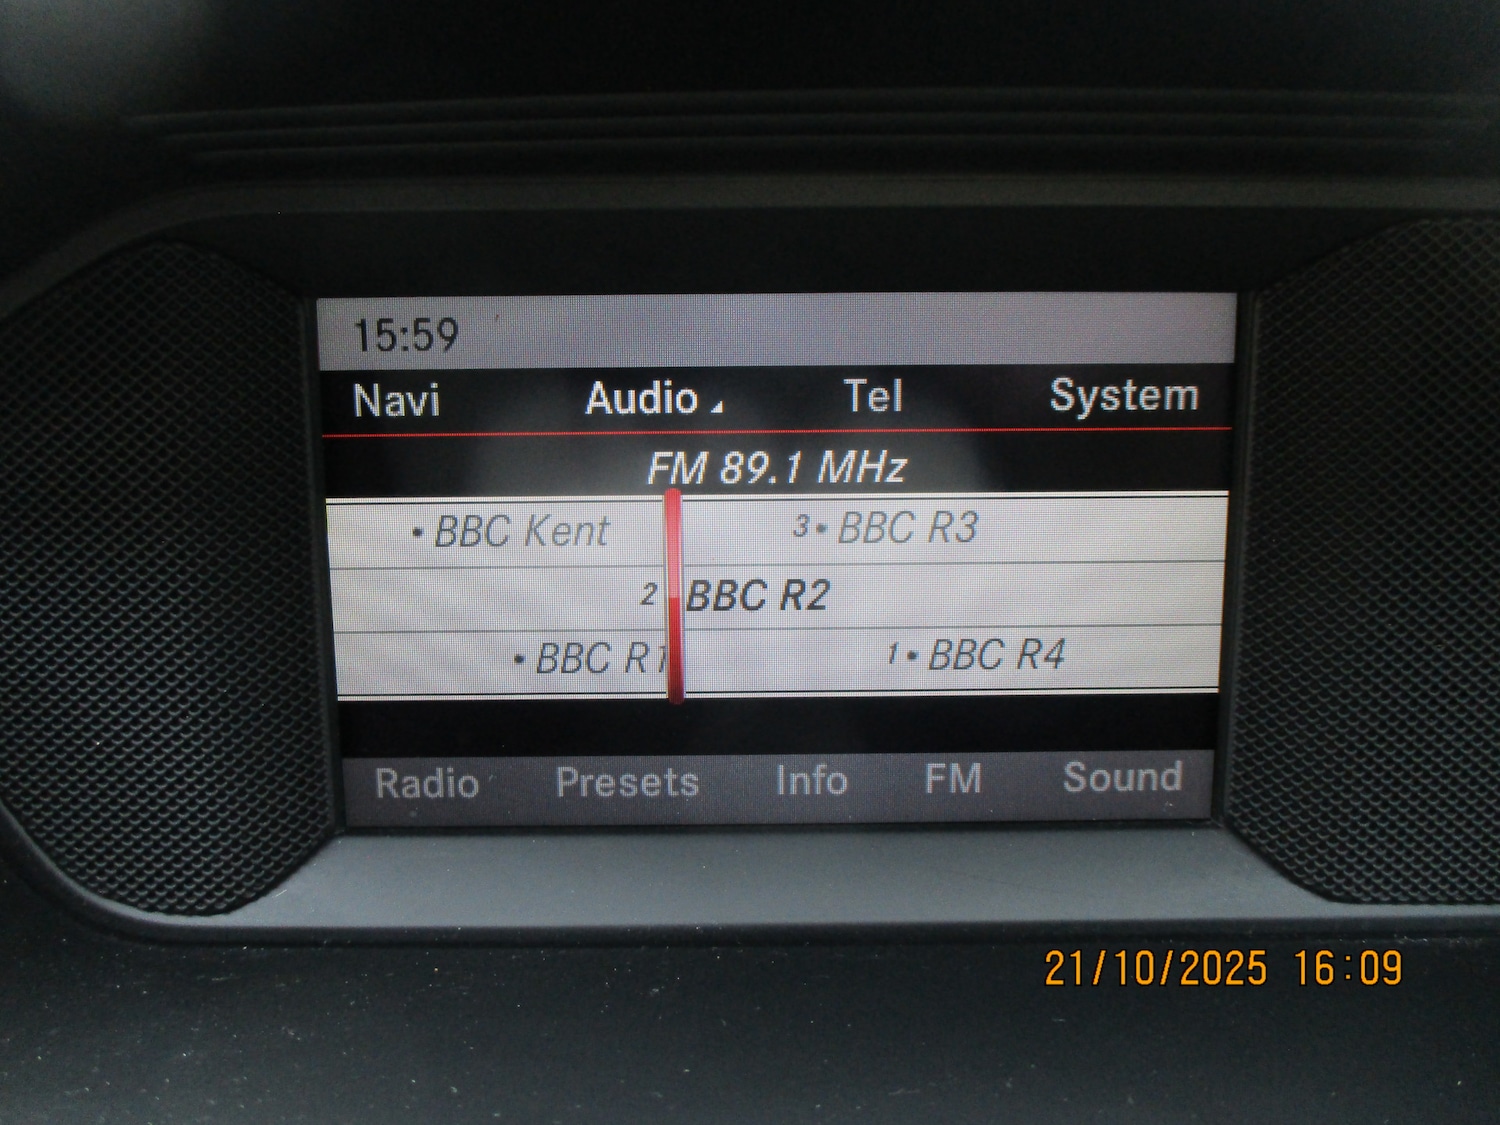 15:59
Navi Audio Tel System
FM 89.1 MHz
• BBC Kent 3• BBC R3
2 BBC R2
• BBC R1 1• BBC R4
Radio Presets Info FM Sound
21/10/2025 16:09